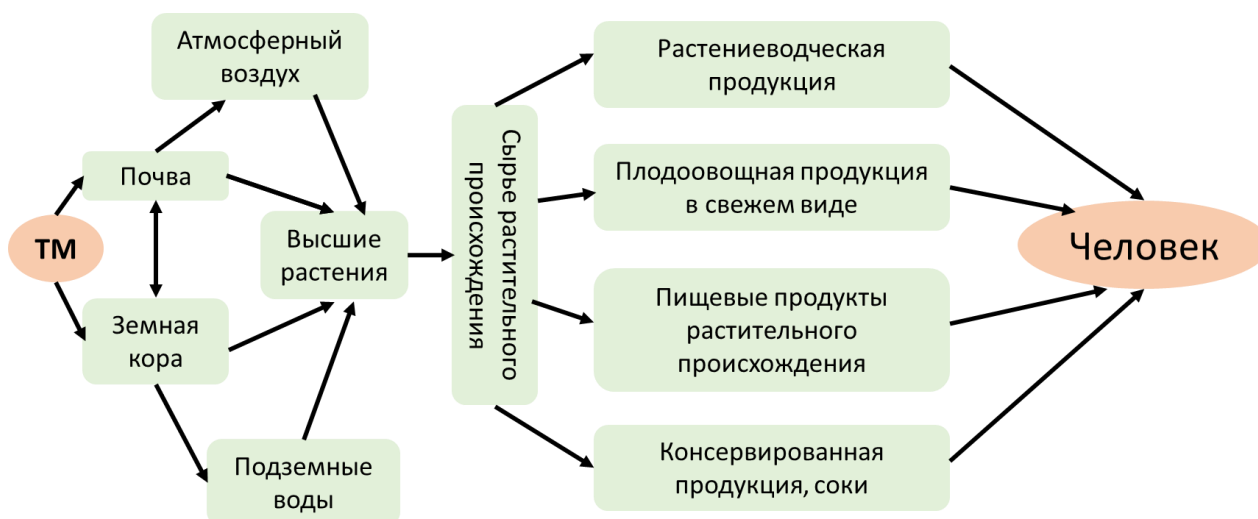 Атмосферный
воздух
Почва
ТМ
Земная
кора
Подземные
воды
Высшие
растения
Сырье растительного
происхождения
Растениеводческая
продукция
Плодоовощная продукция
в свежем виде
Пищевые продукты
растительного
происхождения
Консервированная
продукция, соки
Человек